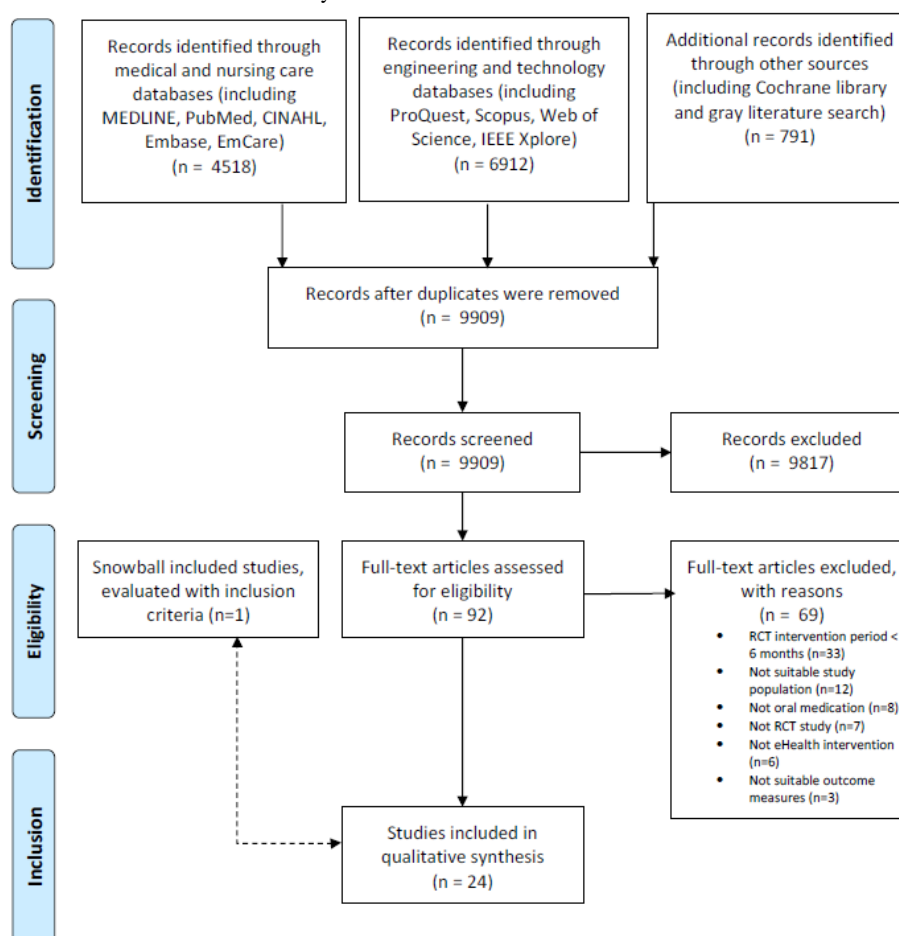 Identification
Records identified through
medical and nursing care
databases (including
MEDLINE, PubMed, CINAHL,
Embase, EmCare)
(n = 4518)
Records identified through
engineering and technology
databases (including
ProQuest, Scopus, Web of
Science, IEEE Xplore)
(n = 6912)
Additional records identified
through other sources
(including Cochrane library
and gray literature search)
(n = 791)
Records after duplicates were removed
(n = 9909)
Screening
Records screened
(n = 9909)
Records excluded
(n = 9817)
Eligibility
Snowball included studies,
evaluated with inclusion
criteria (n=1)
Full-text articles assessed
for eligibility
(n = 92)
Full-text articles excluded,
with reasons
(n = 69)
• RCT intervention period <
6 months (n=33)
• Not suitable study
population (n=12)
• Not oral medication (n=8)
• Not RCT study (n=7)
• Not eHealth intervention
(n=6)
• Not suitable outcome
measures (n=3)
Inclusion
Studies included in
qualitative synthesis
(n = 24)